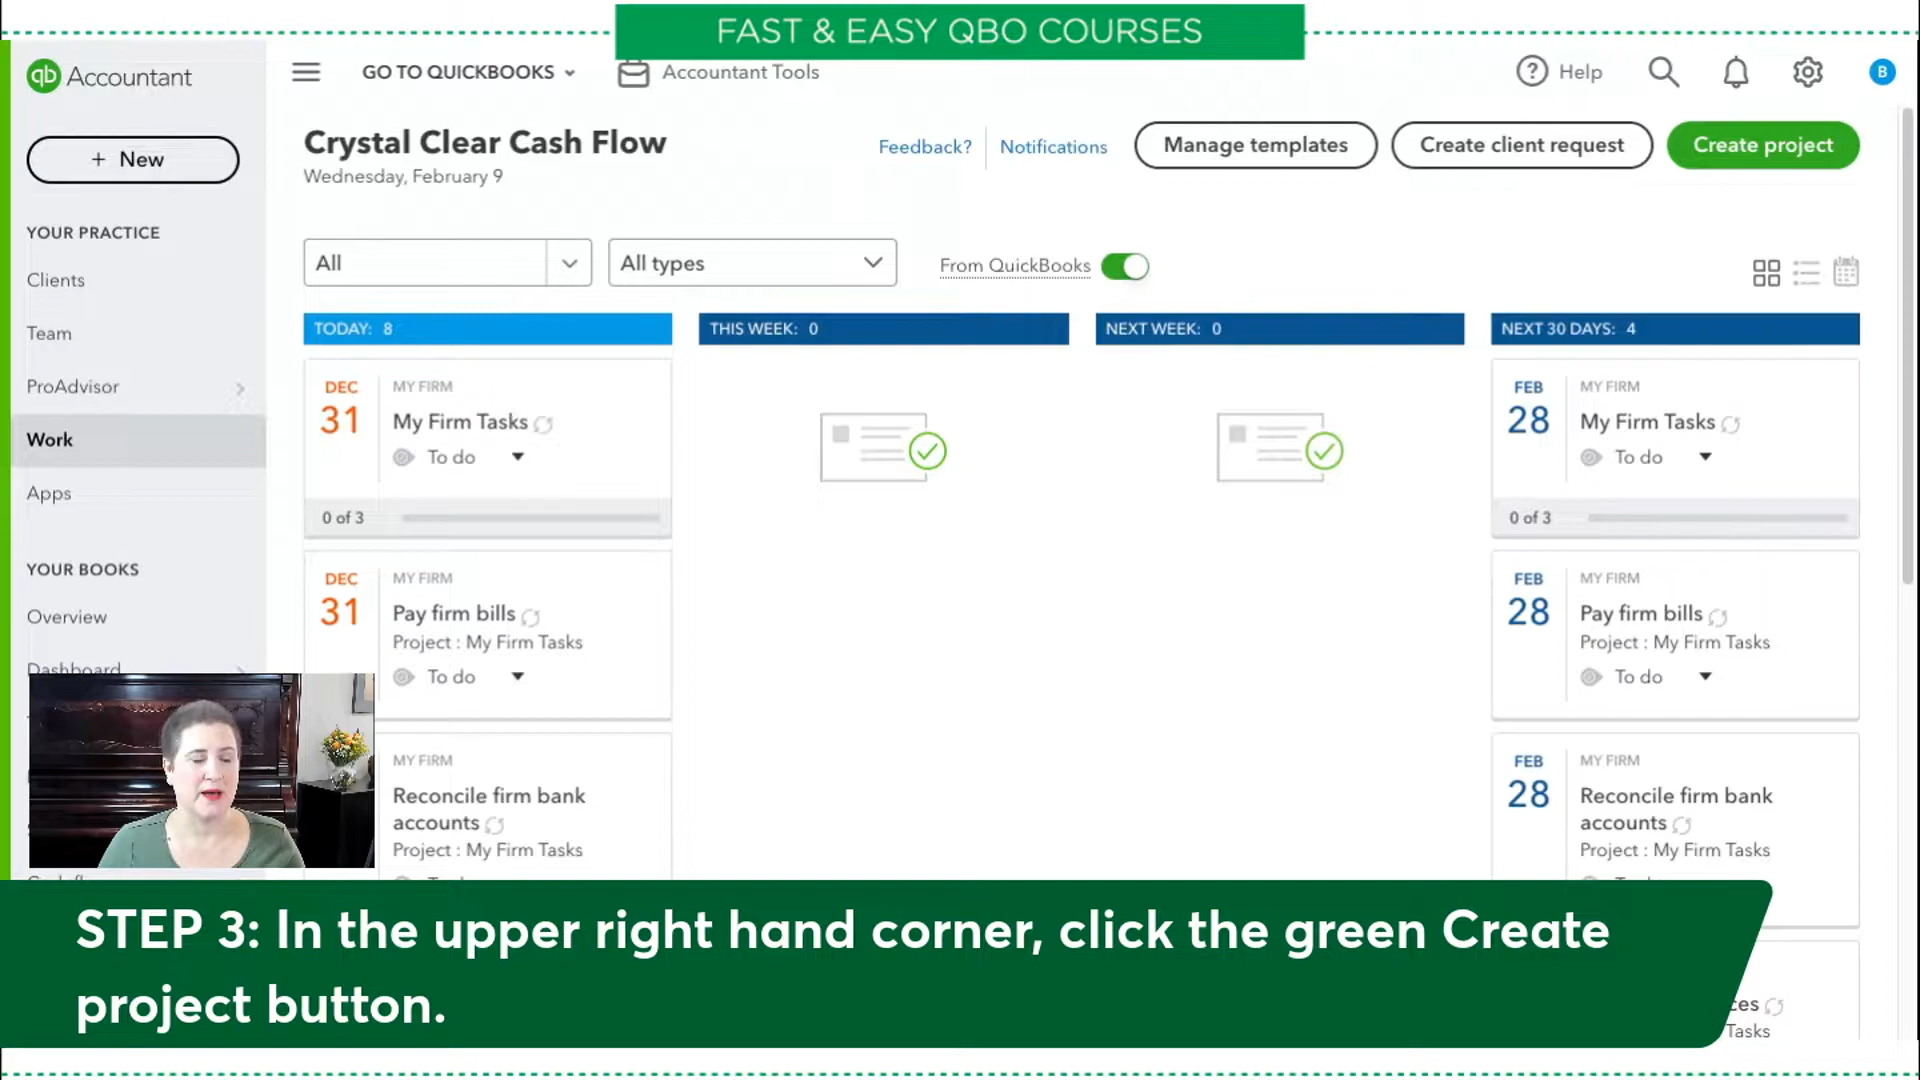 FAST & EASY QBO COURSES
qb Accountant
GO TO QUICKBOOKS
Accountant Tools
Help
B
+ New
Crystal Clear Cash Flow
Wednesday, February 9
Feedback?
Notifications
Manage templates
Create client request
Create project
YOUR PRACTICE
Clients
Team
ProAdvisor
Work
Apps
YOUR BOOKS
Overview
Dashboard
All
All types
From QuickBooks
TODAY: 8
THIS WEEK: 0
NEXT WEEK: 0
NEXT 30 DAYS: 4
DEC
31
MY FIRM
My Firm Tasks
To do
0 of 3
DEC
31
MY FIRM
Pay firm bills
Project : My Firm Tasks
To do
MY FIRM
Reconcile firm bank
accounts
Project : My Firm Tasks
FEB
28
MY FIRM
My Firm Tasks
To do
0 of 3
FEB
28
MY FIRM
Pay firm bills
Project : My Firm Tasks
To do
FEB
28
MY FIRM
Reconcile firm bank
accounts
Project : My Firm Tasks
Tasks
STEP 3: In the upper right hand corner, click the green Create
project button.